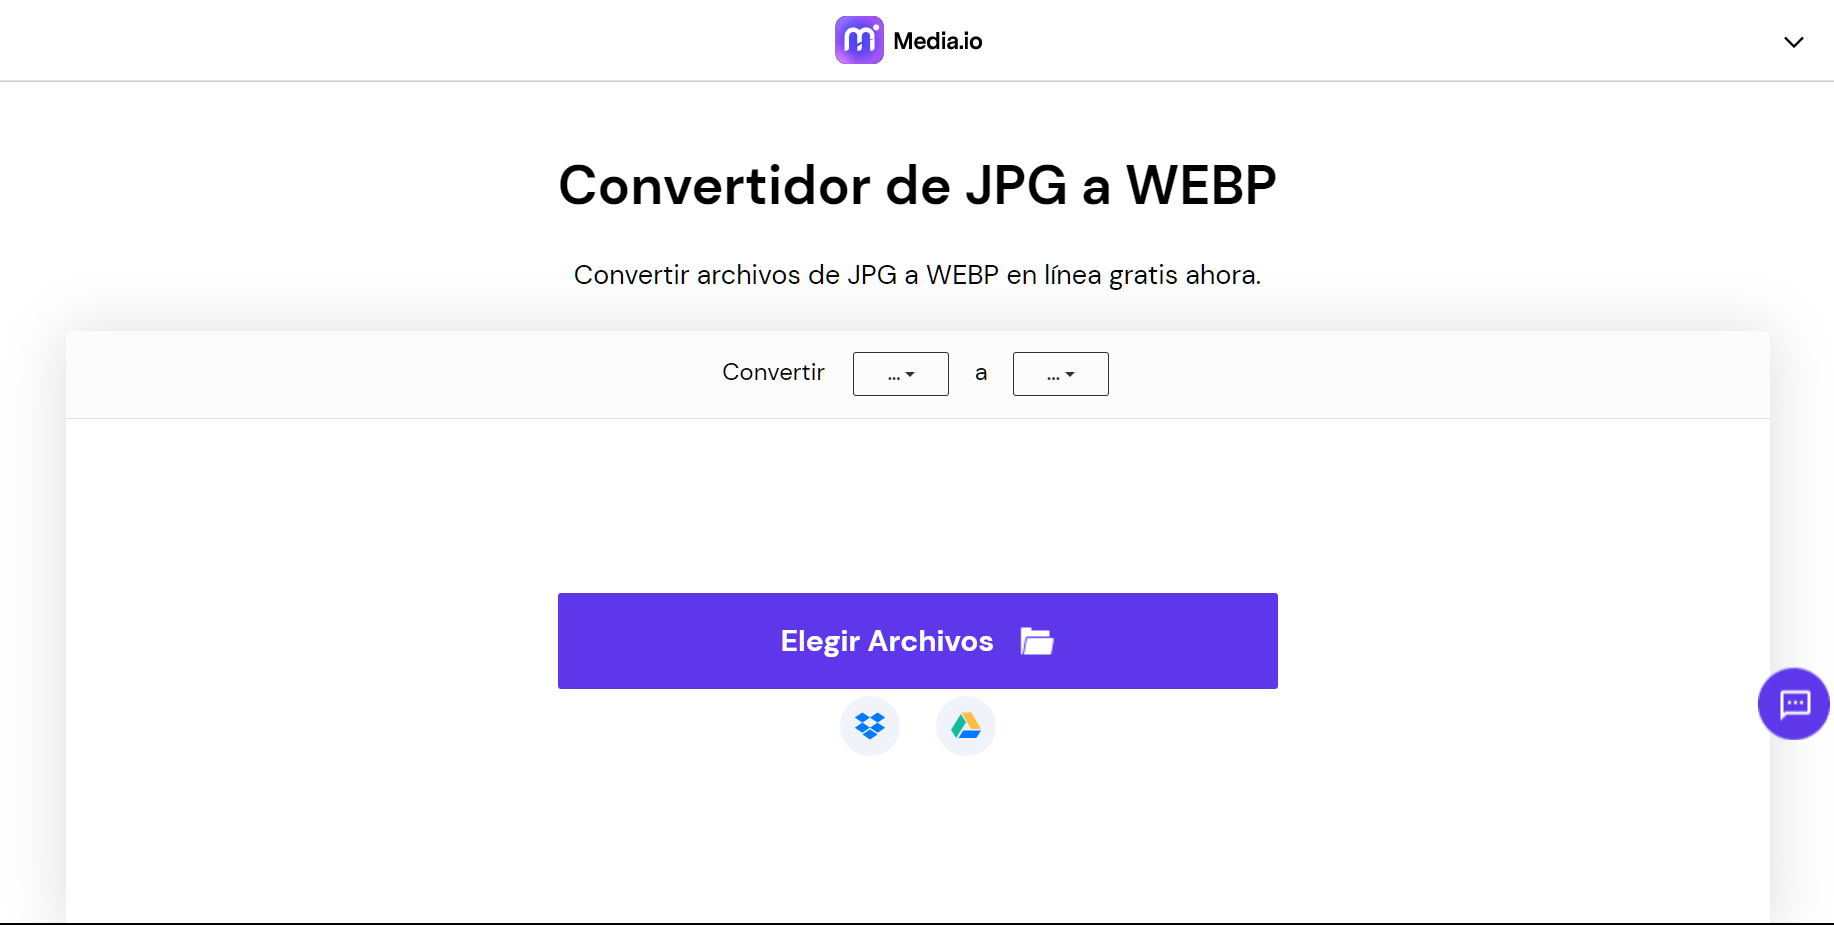 Media.io
Convertidor de JPG a WEBP
Convertir archivos de JPG a WEBP en línea gratis ahora.
Convertir ... a ...
Elegir Archivos